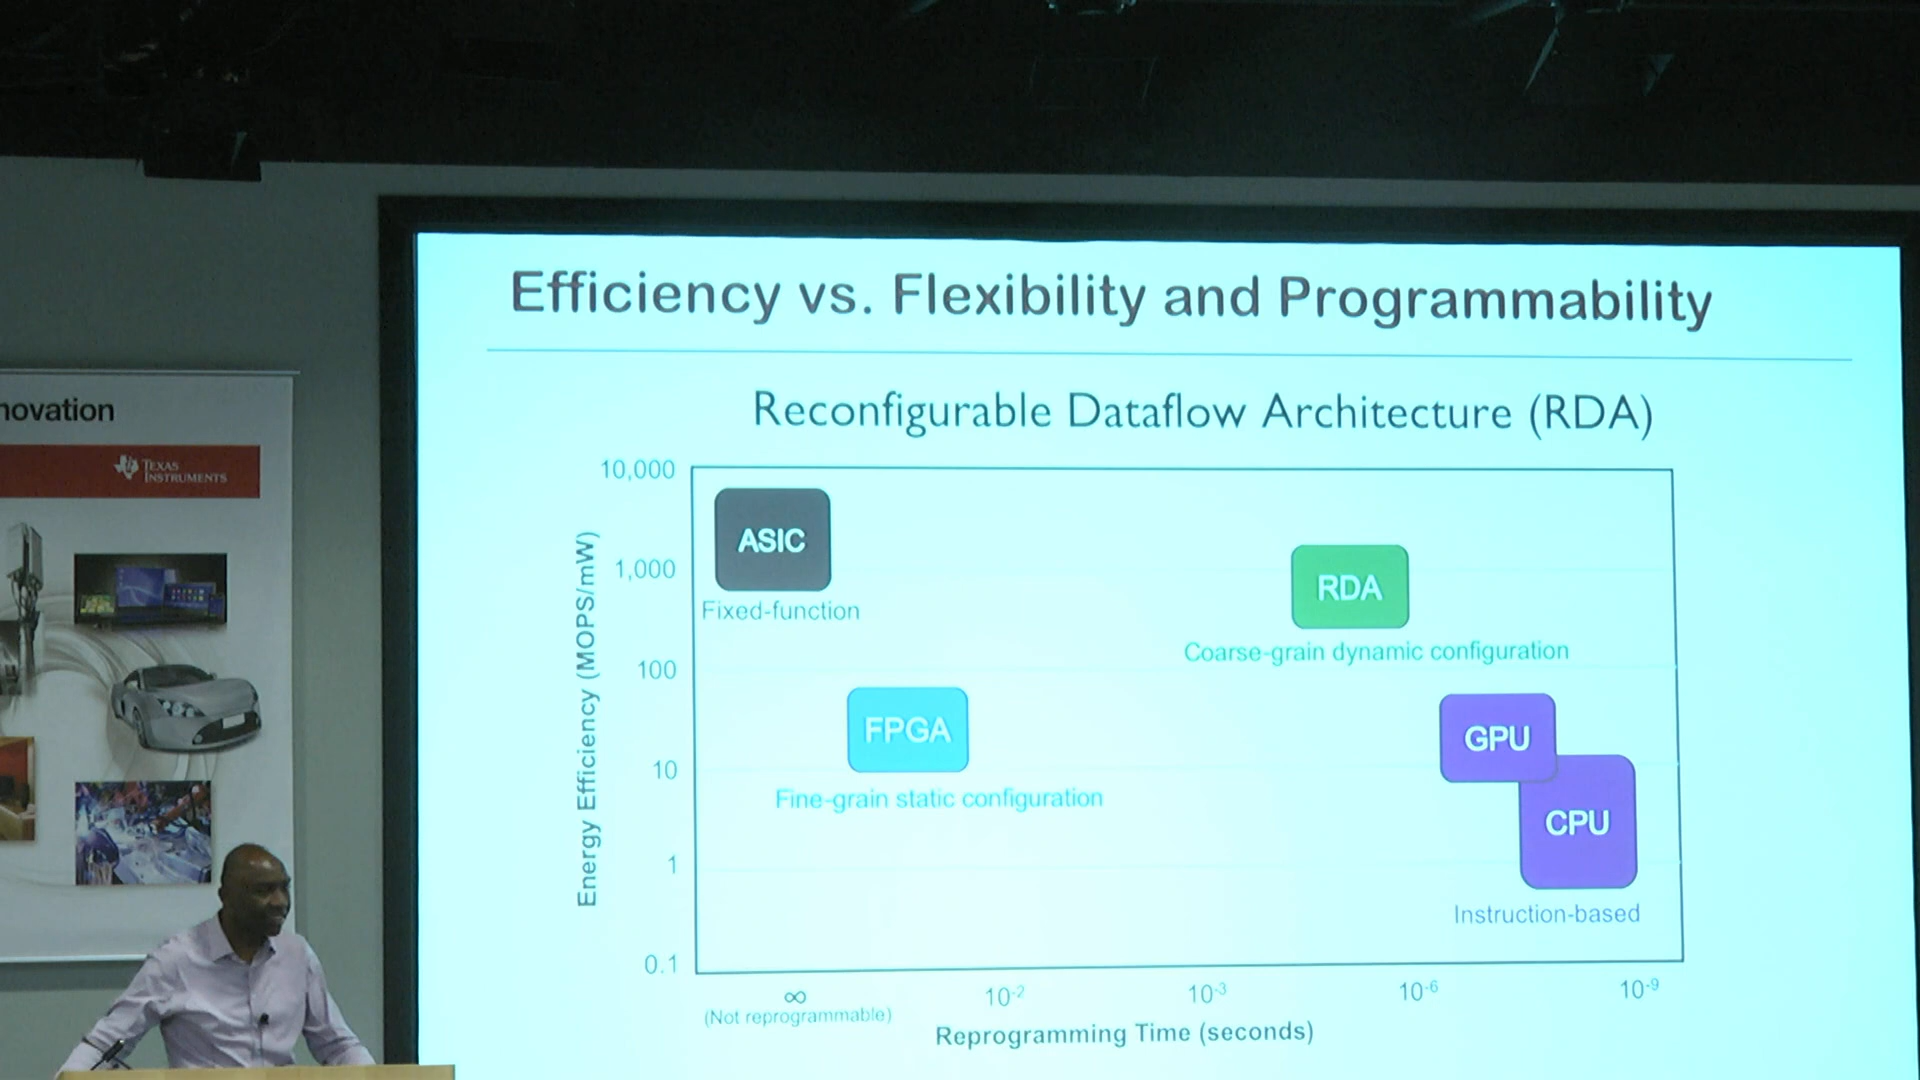 Efficiency vs. Flexibility and Programmability
Reconfigurable Dataflow Architecture (RDA)
Energy Efficiency (MOPS/mW)
10,000
1,000
100
10
1
0.1
ASIC
Fixed-function
RDA
Coarse-grain dynamic configuration
FPGA
Fine-grain static configuration
GPU
CPU
Instruction-based
∞
(Not reprogrammable)
10⁻²
10⁻³
10⁻⁶
10⁻⁹
Reprogramming Time (seconds)
novation
TEXAS
INSTRUMENTS